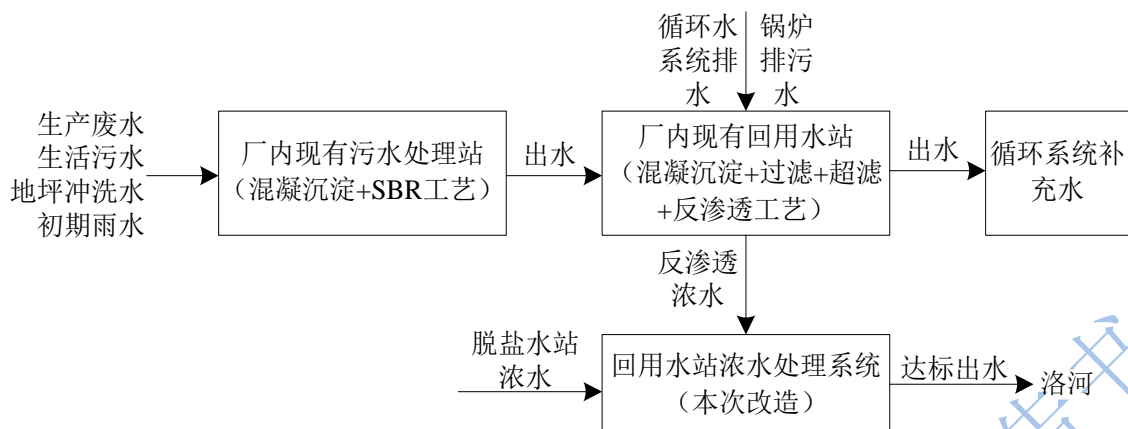 循环水
系统排
水
锅炉
排污
水
生产废水
生活污水
地坪冲洗水
初期雨水
厂内现有污水处理站
（混凝沉淀+SBR工艺）
出水
厂内现有回用水站
（混凝沉淀+过滤+超滤
+反渗透工艺）
出水
循环系统补
充水
反渗透
浓水
脱盐水站
浓水
回用水站浓水处理系统
（本次改造）
达标出水
洛河
书